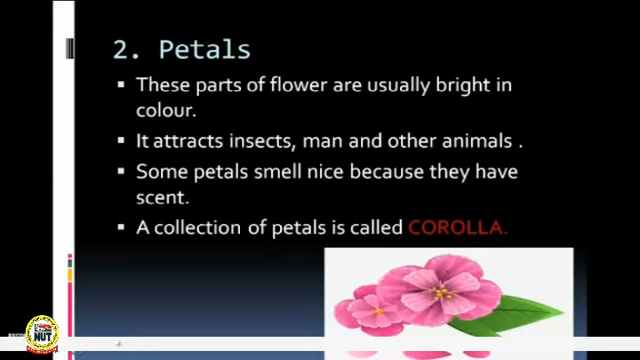 2. Petals
▪ These parts of flower are usually bright in
colour.
▪ It attracts insects, man and other animals .
▪ Some petals smell nice because they have
scent.
▪ A collection of petals is called COROLLA.
NUT